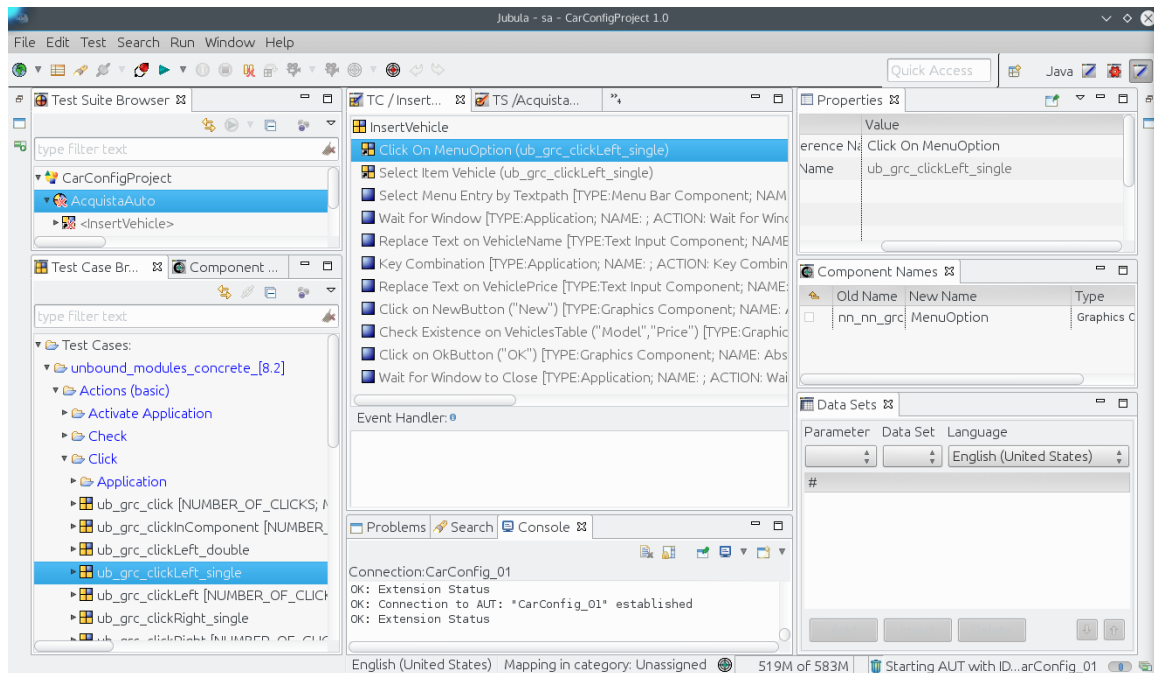 Jubula - sa - CarConfigProject 1.0
File Edit Test Search Run Window Help
Quick Access
Java
Test Suite Browser
type filter text
CarConfigProject
AcquistaAuto
<InsertVehicle>
Test Case Br... Component ...
type filter text
Test Cases:
unbound_modules_concrete_[8.2]
Actions (basic)
Activate Application
Check
Click
Application
ub_grc_click [NUMBER_OF_CLICKS;
ub_grc_clickInComponent [NUMBER_
ub_grc_clickLeft_double
ub_grc_clickLeft_single
ub_grc_clickLeft [NUMBER_OF_CLICK
ub_grc_clickRight_single
ub_grc_clickRight [NUMBER_OF_CLIC
TC / Insert... TS /Acquista... 4
InsertVehicle
Click On MenuOption (ub_grc_clickLeft_single)
Select Item Vehicle (ub_grc_clickLeft_single)
Select Menu Entry by Textpath [TYPE:Menu Bar Component; NAM
Wait for Window [TYPE:Application; NAME: ; ACTION: Wait for Wind
Replace Text on VehicleName [TYPE:Text Input Component; NAME
Key Combination [TYPE:Application; NAME: ; ACTION: Key Combin
Replace Text on VehiclePrice [TYPE:Text Input Component; NAME:
Click on NewButton ("New") [TYPE:Graphics Component; NAME:
Check Existence on VehiclesTable ("Model","Price") [TYPE:Graphic
Click on OkButton ("OK") [TYPE:Graphics Component; NAME: Abs
Wait for Window to Close [TYPE:Application; NAME: ; ACTION: Wai
Event Handler:
Problems Search Console
Connection:CarConfig_01
OK: Extension Status
OK: Connection to AUT: "CarConfig_01" established
OK: Extension Status
Properties
Value
erence Na Click On MenuOption
Name ub_grc_clickLeft_single
Component Names
Old Name New Name Type
nn_nn_grc MenuOption Graphics C
Data Sets
Parameter Data Set Language
English (United States)
#
English (United States) Mapping in category: Unassigned 519M of 583M Starting AUT with ID...arConfig_01